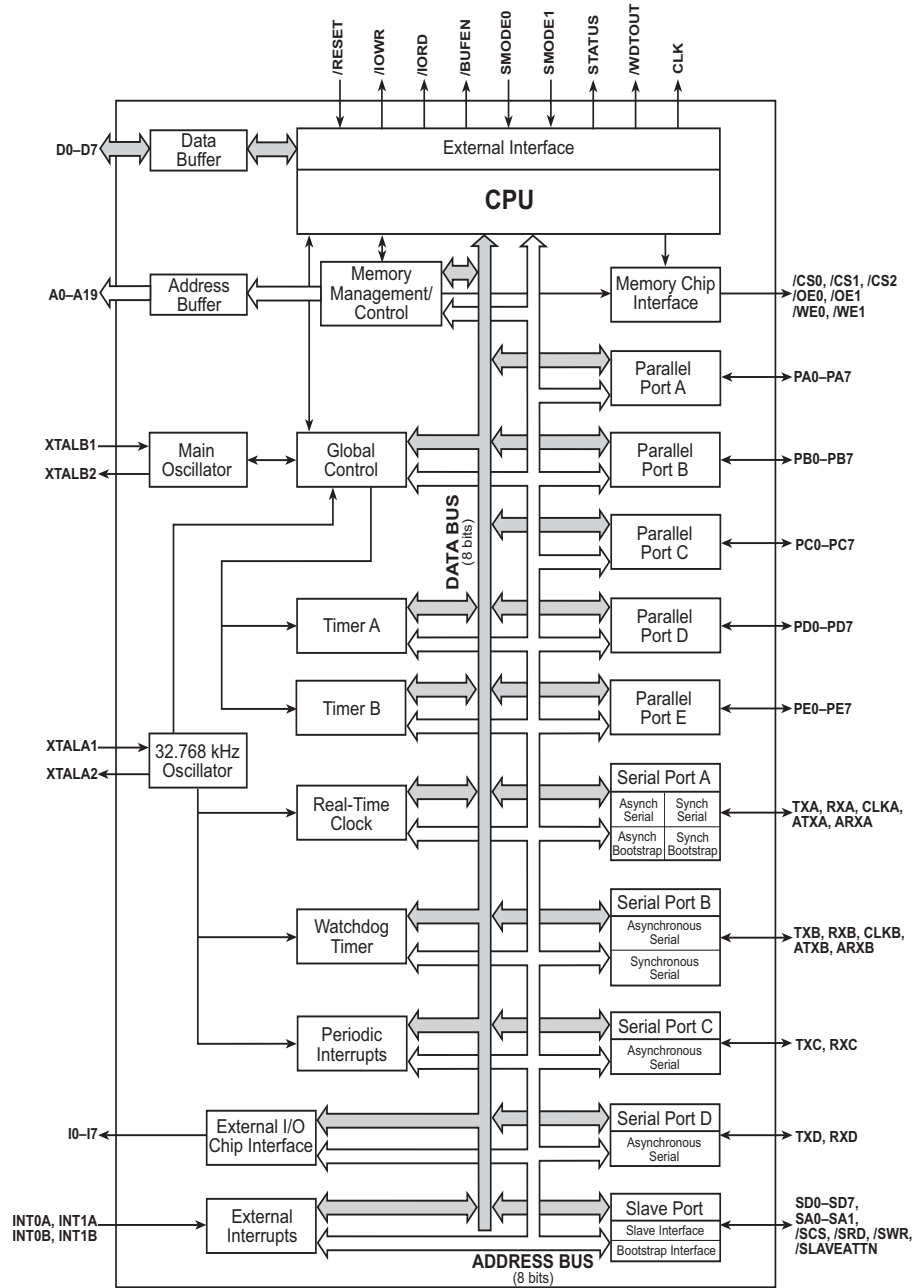 /RESET
/IOWR
/IORD
/BUFEN
SMODE0
SMODE1
STATUS
/WDTOUT
CLK
D0–D7
Data
Buffer
External Interface
CPU
A0–A19
Address
Buffer
Memory
Management/
Control
Memory Chip
Interface
/CS0, /CS1, /CS2
/OE0, /OE1
/WE0, /WE1
Parallel
Port A
PA0–PA7
XTALB1
XTALB2
Main
Oscillator
Global
Control
Parallel
Port B
PB0–PB7
DATA BUS
(8 bits)
Parallel
Port C
PC0–PC7
Timer A
Parallel
Port D
PD0–PD7
Timer B
Parallel
Port E
PE0–PE7
XTALA1
XTALA2
32.768 kHz
Oscillator
Real-Time
Clock
Serial Port A
Asynch
Serial
Synch
Serial
Asynch
Bootstrap
Synch
Bootstrap
TXA, RXA, CLKA,
ATXA, ARXA
Watchdog
Timer
Serial Port B
Asynchronous
Serial
Synchronous
Serial
TXB, RXB, CLKB,
ATXB, ARXB
Periodic
Interrupts
Serial Port C
Asynchronous
Serial
TXC, RXC
I0–I7
External I/O
Chip Interface
Serial Port D
Asynchronous
Serial
TXD, RXD
INT0A, INT1A
INT0B, INT1B
External
Interrupts
Slave Port
Slave Interface
Bootstrap Interface
SD0–SD7,
SA0–SA1,
/SCS, /SRD, /SWR,
/SLAVEATTN
ADDRESS BUS
(8 bits)